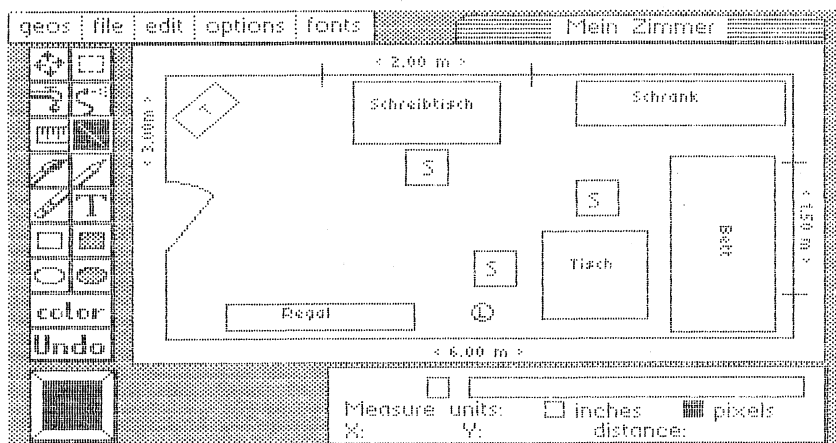 geos file edit options fonts
Mein Zimmer
< 2.00 m >
< 2.00m >
T
Schreibtisch
Schrank
S
S
Bett
< 1.50 m >
S
Tisch
Regal
L
< 6.00 m >
T
color
Undo
Measure units: inches pixels
X: Y: distance: